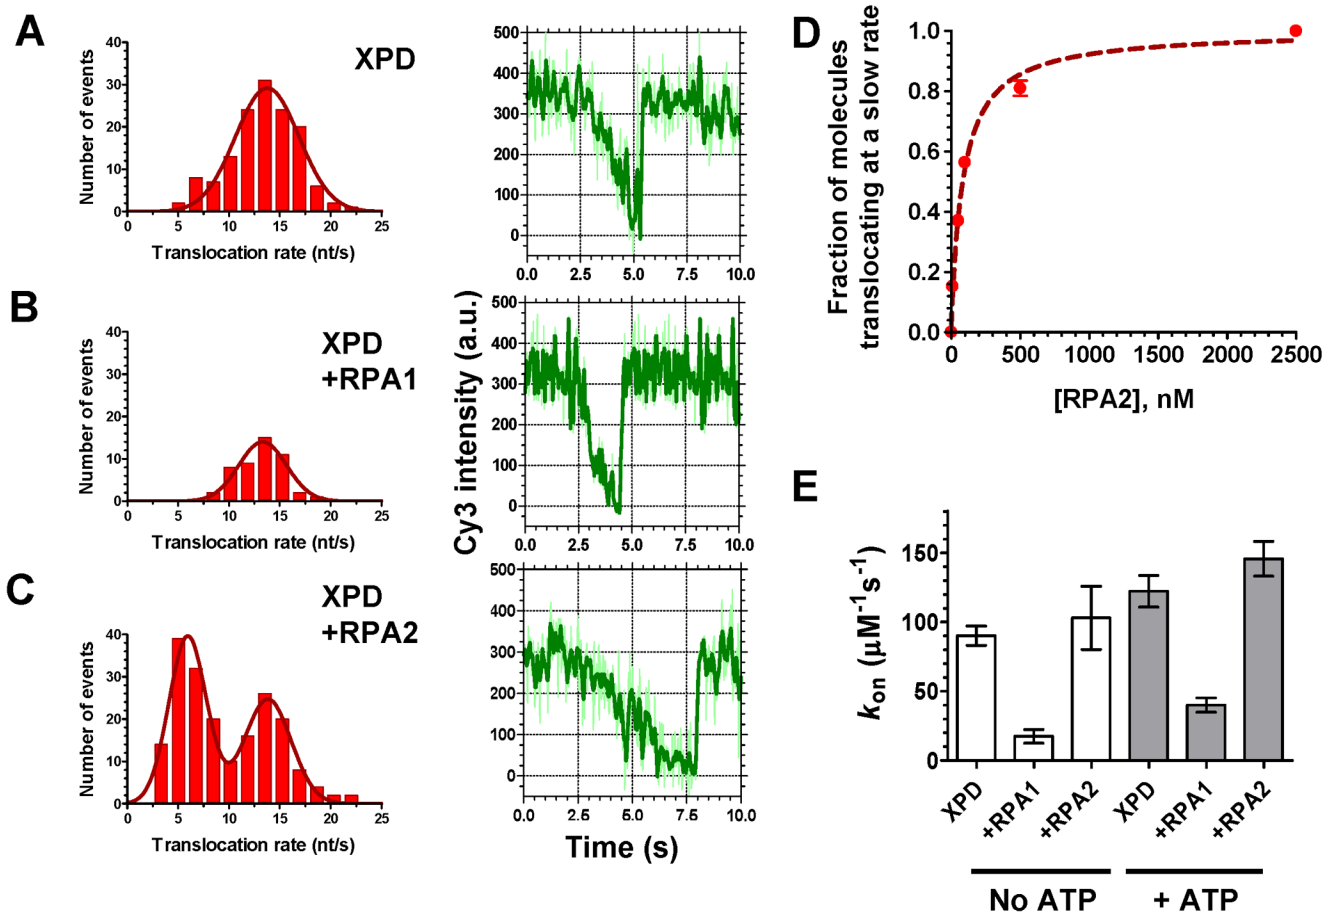 A
XPD
Number of events
40
30
20
10
0
0 5 10 15 20 25
Translocation rate (nt/s)
500
400
300
200
100
0
0.0 2.5 5.0 7.5 10.0
B
XPD
+RPA1
Number of events
40
30
20
10
0
0 5 10 15 20 25
Translocation rate (nt/s)
Cy3 intensity (a.u.)
500
400
300
200
100
0
0.0 2.5 5.0 7.5 10.0
C
XPD
+RPA2
Number of events
40
30
20
10
0
0 5 10 15 20 25
Translocation rate (nt/s)
500
400
300
200
100
0
0.0 2.5 5.0 7.5 10.0
Time (s)
D
Fraction of molecules
translocating at a slow rate
1.0
0.8
0.6
0.4
0.2
0.0
0 500 1000 1500 2000 2500
[RPA2], nM
E
kon (μM-1s-1)
150
100
50
0
XPD
+RPA1
+RPA2
XPD
+RPA1
+RPA2
No ATP
+ ATP